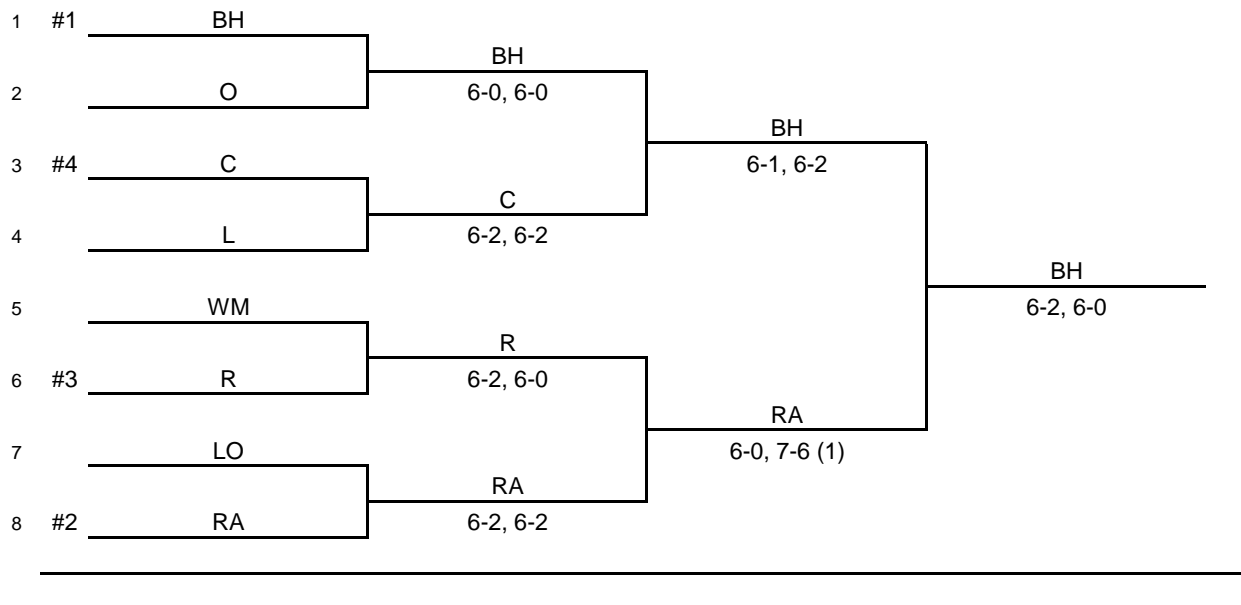 1 #1 BH
BH
2 O 6-0, 6-0
BH
3 #4 C 6-1, 6-2
C
4 L 6-2, 6-2
BH
5 WM 6-2, 6-0
R
6 #3 R 6-2, 6-0
RA
7 LO 6-0, 7-6 (1)
RA
8 #2 RA 6-2, 6-2